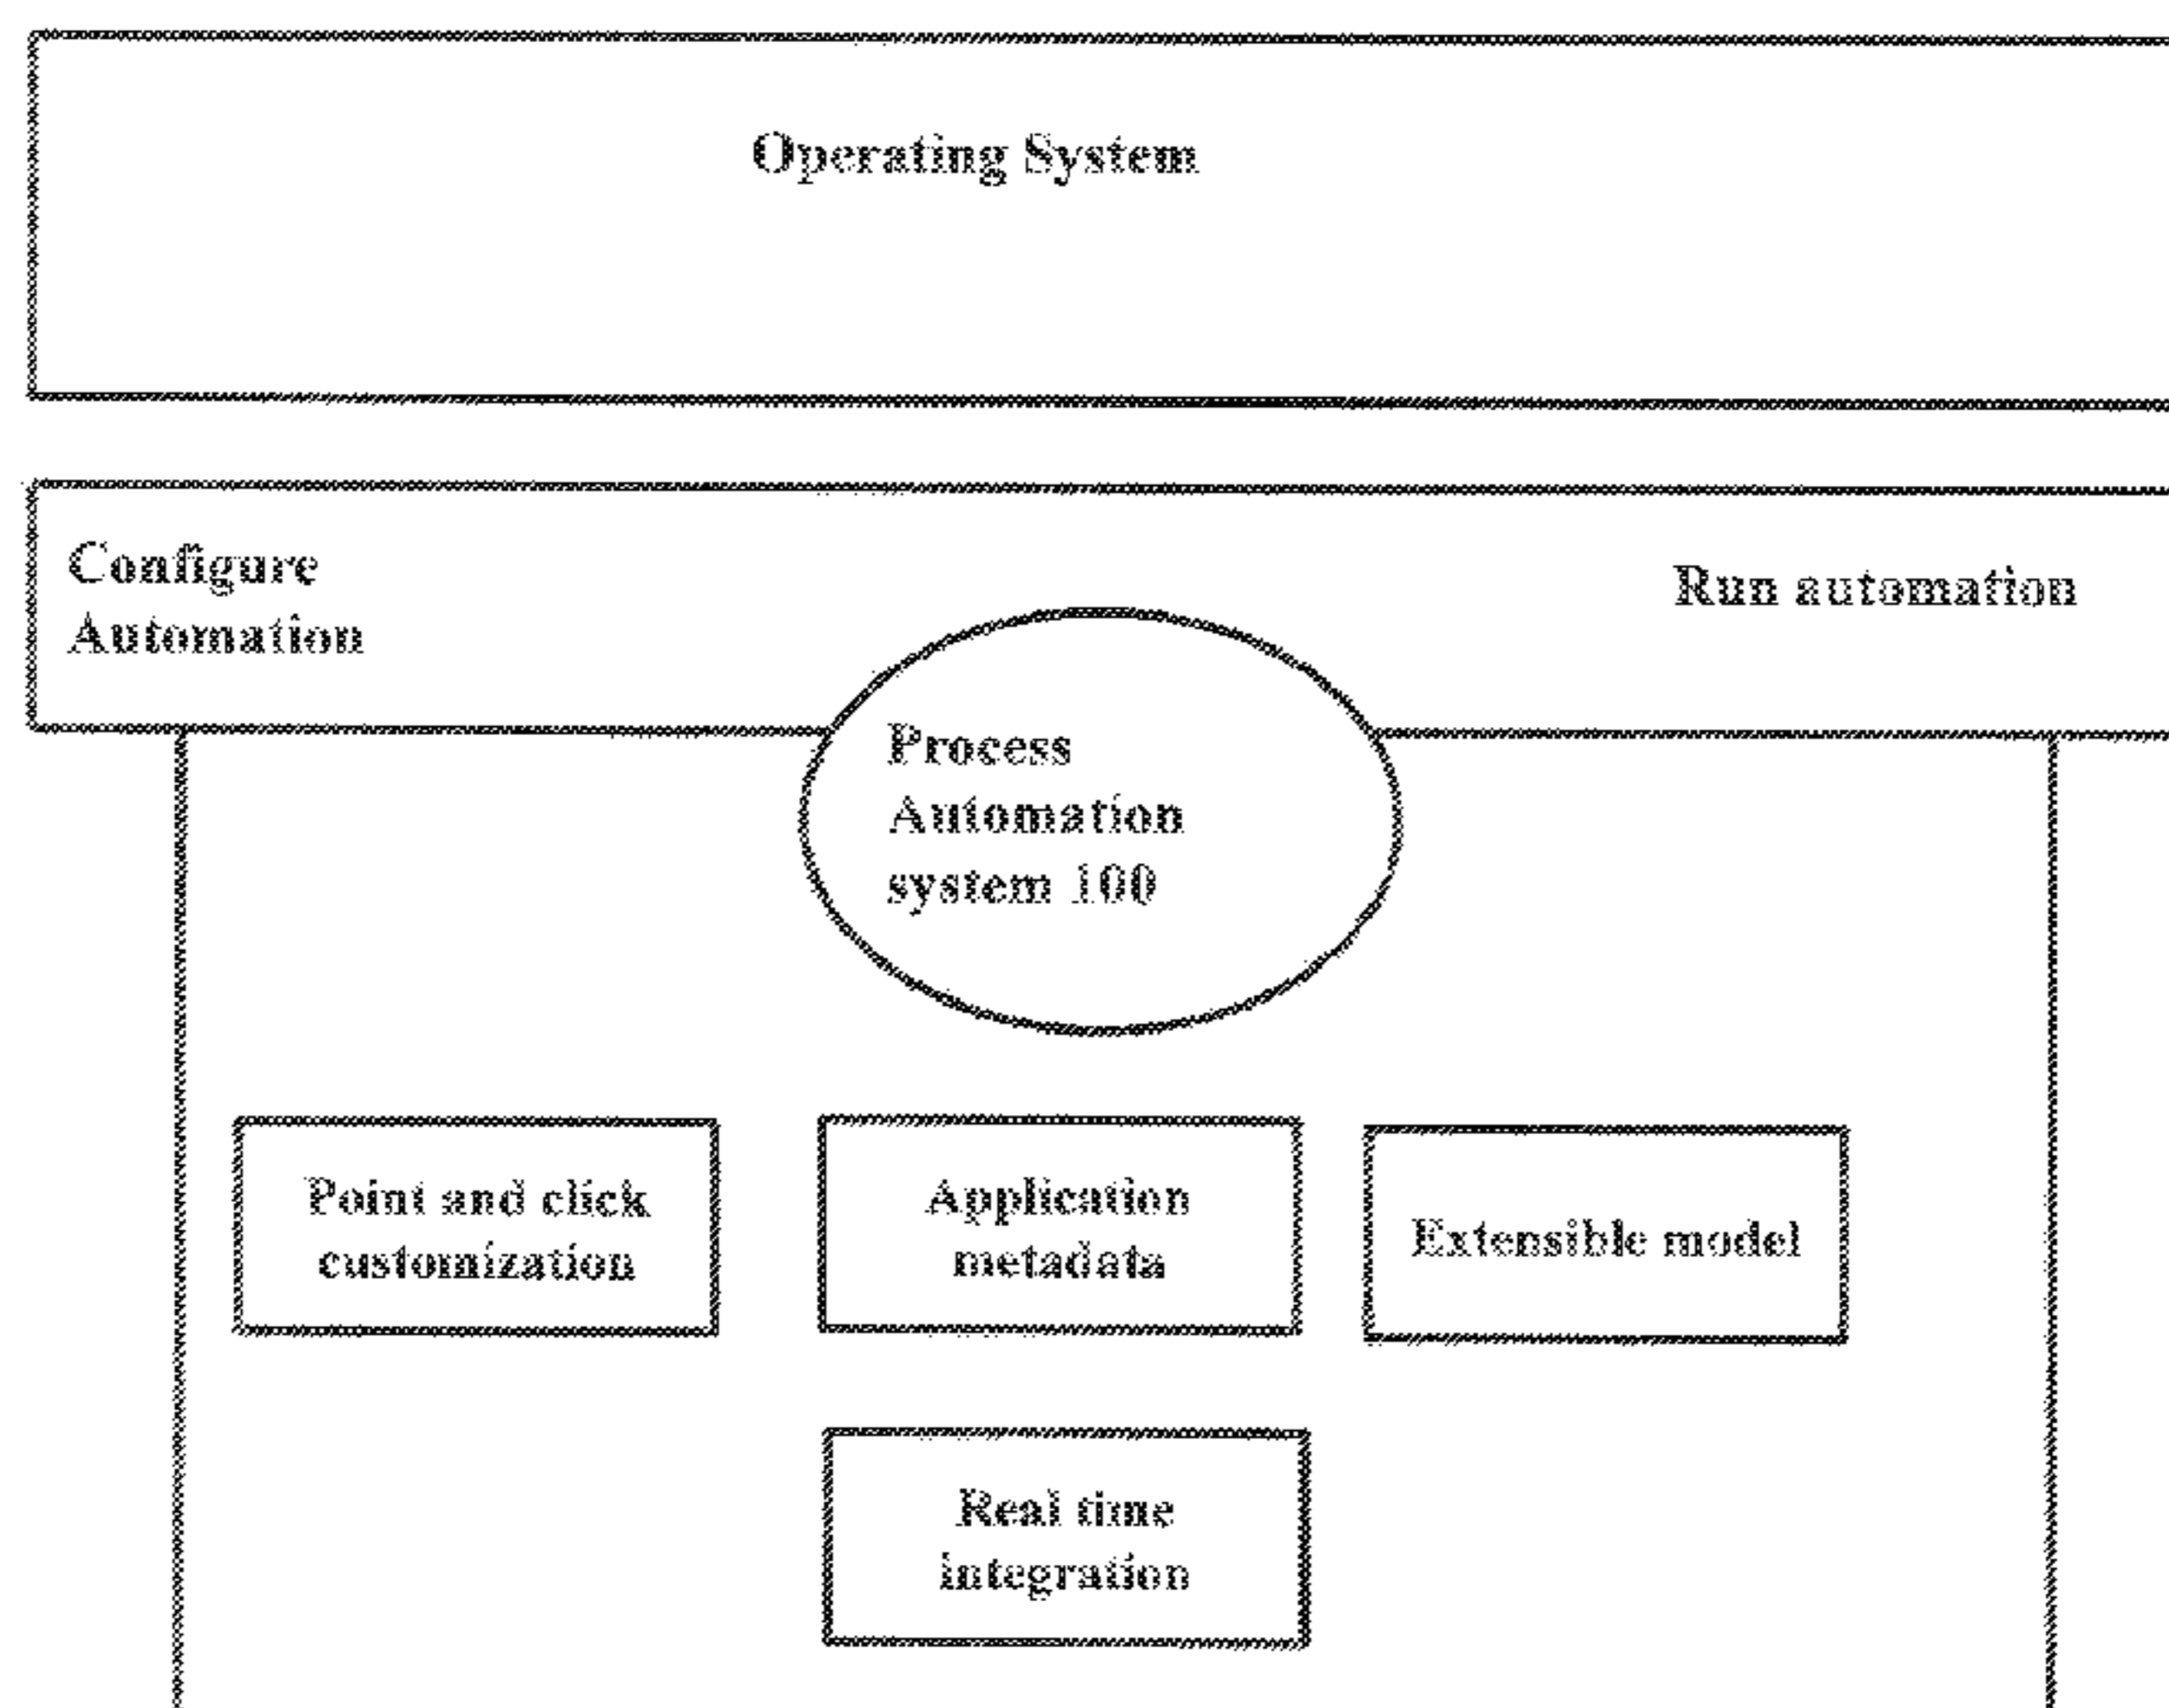 Operating System
Configure
Automation
Run automation
Process
Automation
system 100
Point and click
customization
Application
metadata
Extensible model
Real time
integration